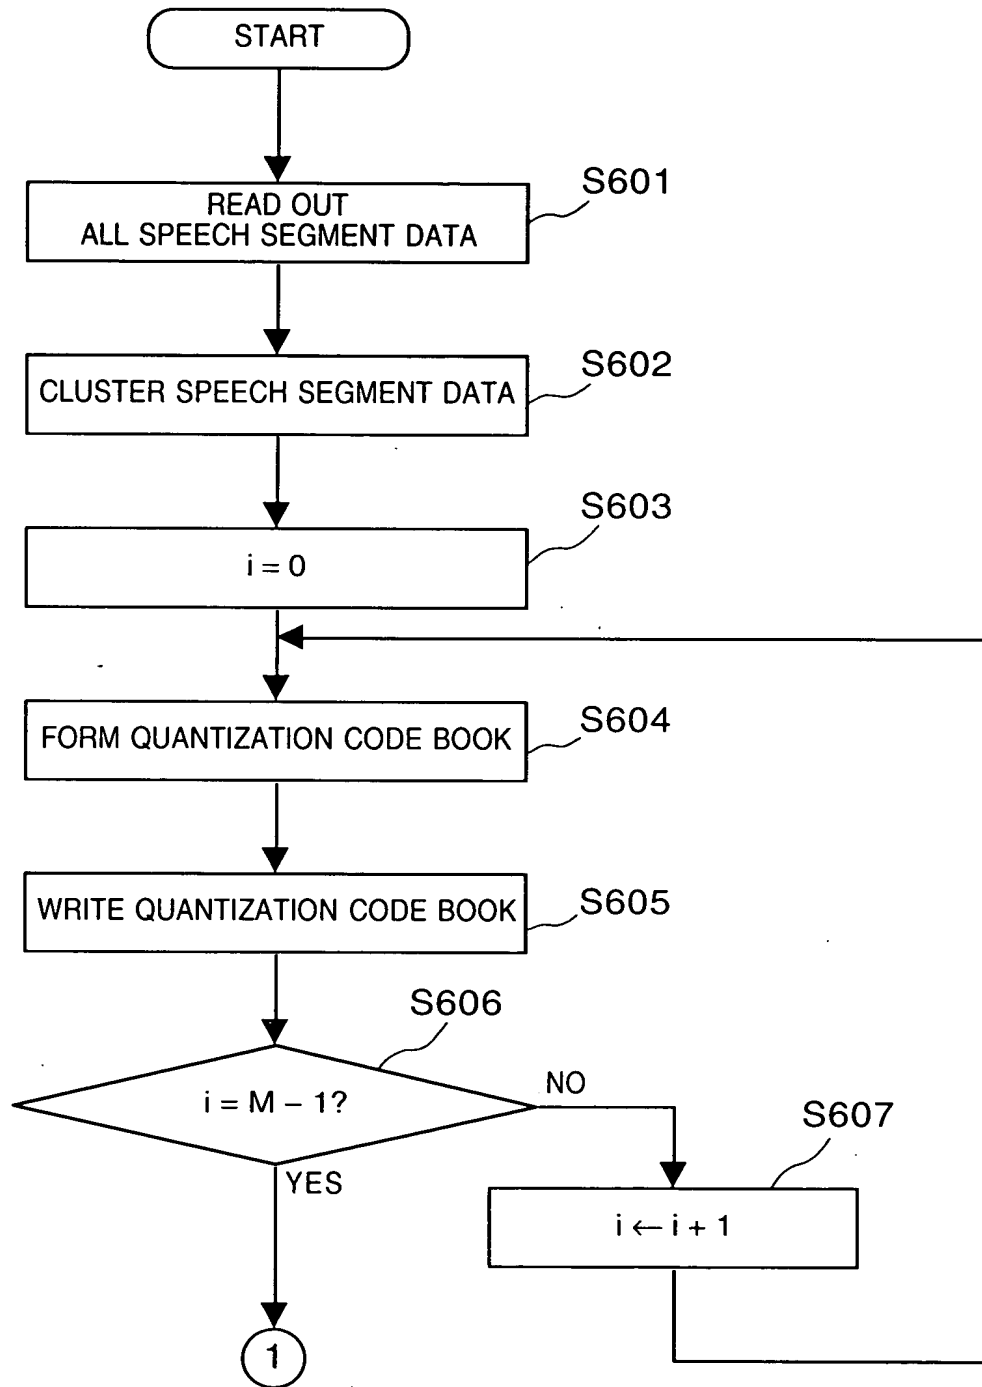 START
S601
READ OUT
ALL SPEECH SEGMENT DATA
S602
CLUSTER SPEECH SEGMENT DATA
S603
i = 0
S604
FORM QUANTIZATION CODE BOOK
S605
WRITE QUANTIZATION CODE BOOK
S606
i = M – 1?
NO
S607
YES
i ← i + 1
1